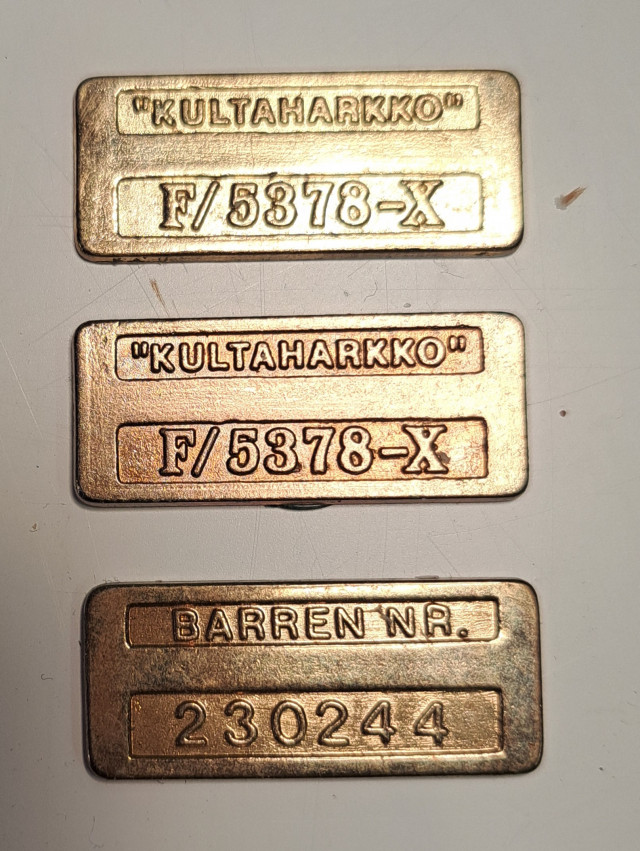 "KULTAHARKKO"
F/5378-X
"KULTAHARKKO"
F/5378-X
BARREN NR.
230244